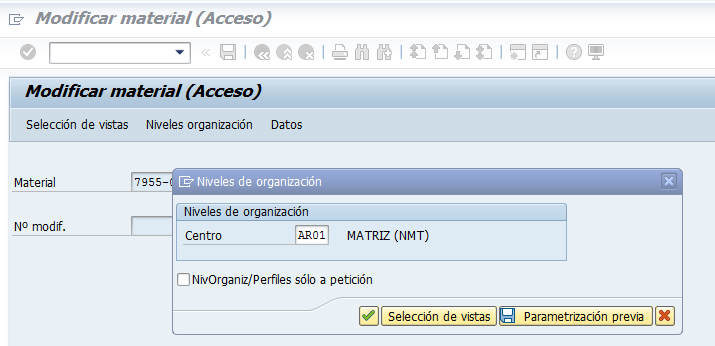 Modificar material (Acceso)
Modificar material (Acceso)
Selección de vistas Niveles organización Datos
Material 7955-
Niveles de organización
Niveles de organización
Nº modif.
Centro AR01 MATRIZ (NMT)
NivOrganiz/Perfiles sólo a petición
Selección de vistas Parametrización previa